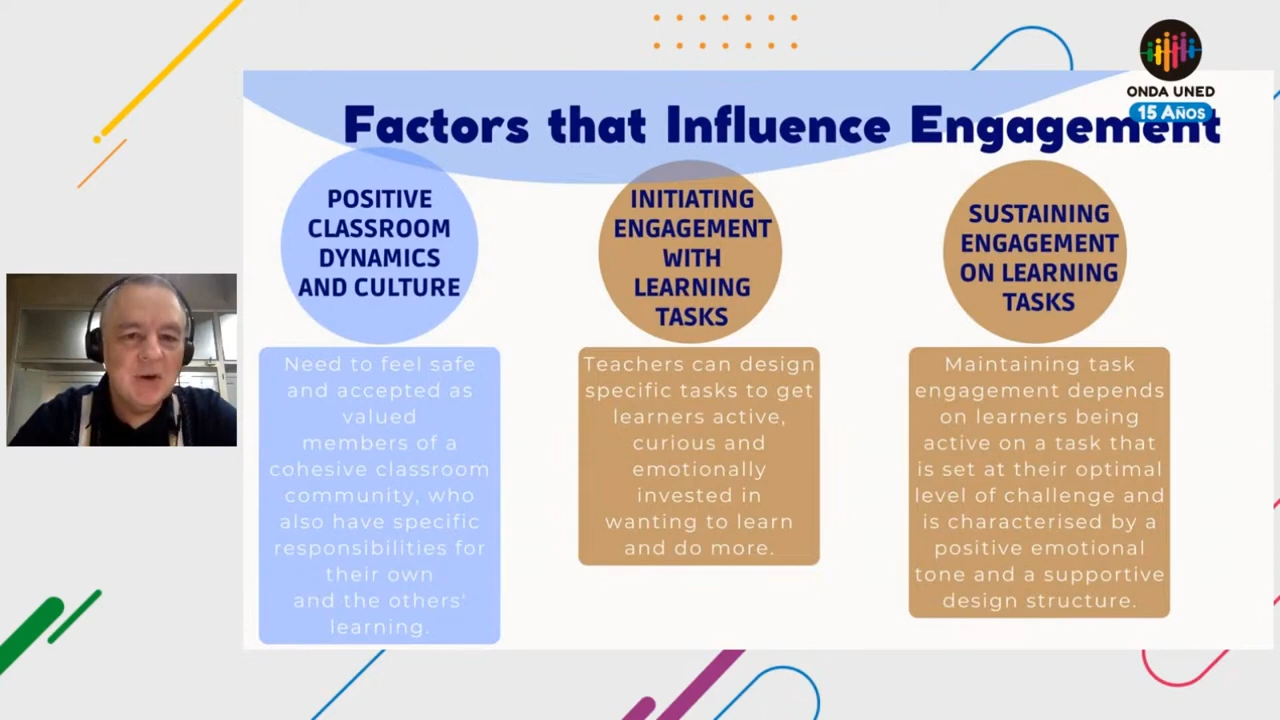 ONDA UNED
15 AÑOS
Factors that Influence Engagement
POSITIVE
CLASSROOM
DYNAMICS
AND CULTURE
Need to feel safe
and accepted as
valued
members of a
cohesive classroom
community, who
also have specific
responsibilities for
their own
and the others'
learning.
INITIATING
ENGAGEMENT
WITH
LEARNING
TASKS
Teachers can design
specific tasks to get
learners active,
curious and
emotionally
invested in
wanting to learn
and do more.
SUSTAINING
ENGAGEMENT
ON LEARNING
TASKS
Maintaining task
engagement depends
on learners being
active on a task that
is set at their optimal
level of challenge and
is characterised by a
positive emotional
tone and a supportive
design structure.